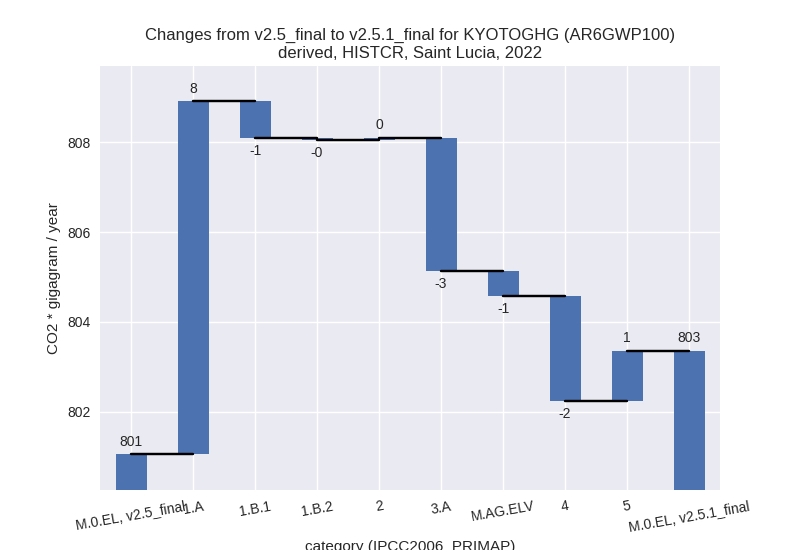 Changes from v2.5_final to v2.5.1_final for KYOTOGHG (AR6GWP100)
derived, HISTCR, Saint Lucia, 2022
CO2 * gigagram / year
808
806
804
802
801
8
-1
-0
0
-3
-1
-2
1
803
M.0.EL, v2.5_final
1.A
1.B.1
1.B.2
2
3.A
M.AG.ELV
4
5
M.0.EL, v2.5.1_final
category (IPCC2006_PRIMAP)